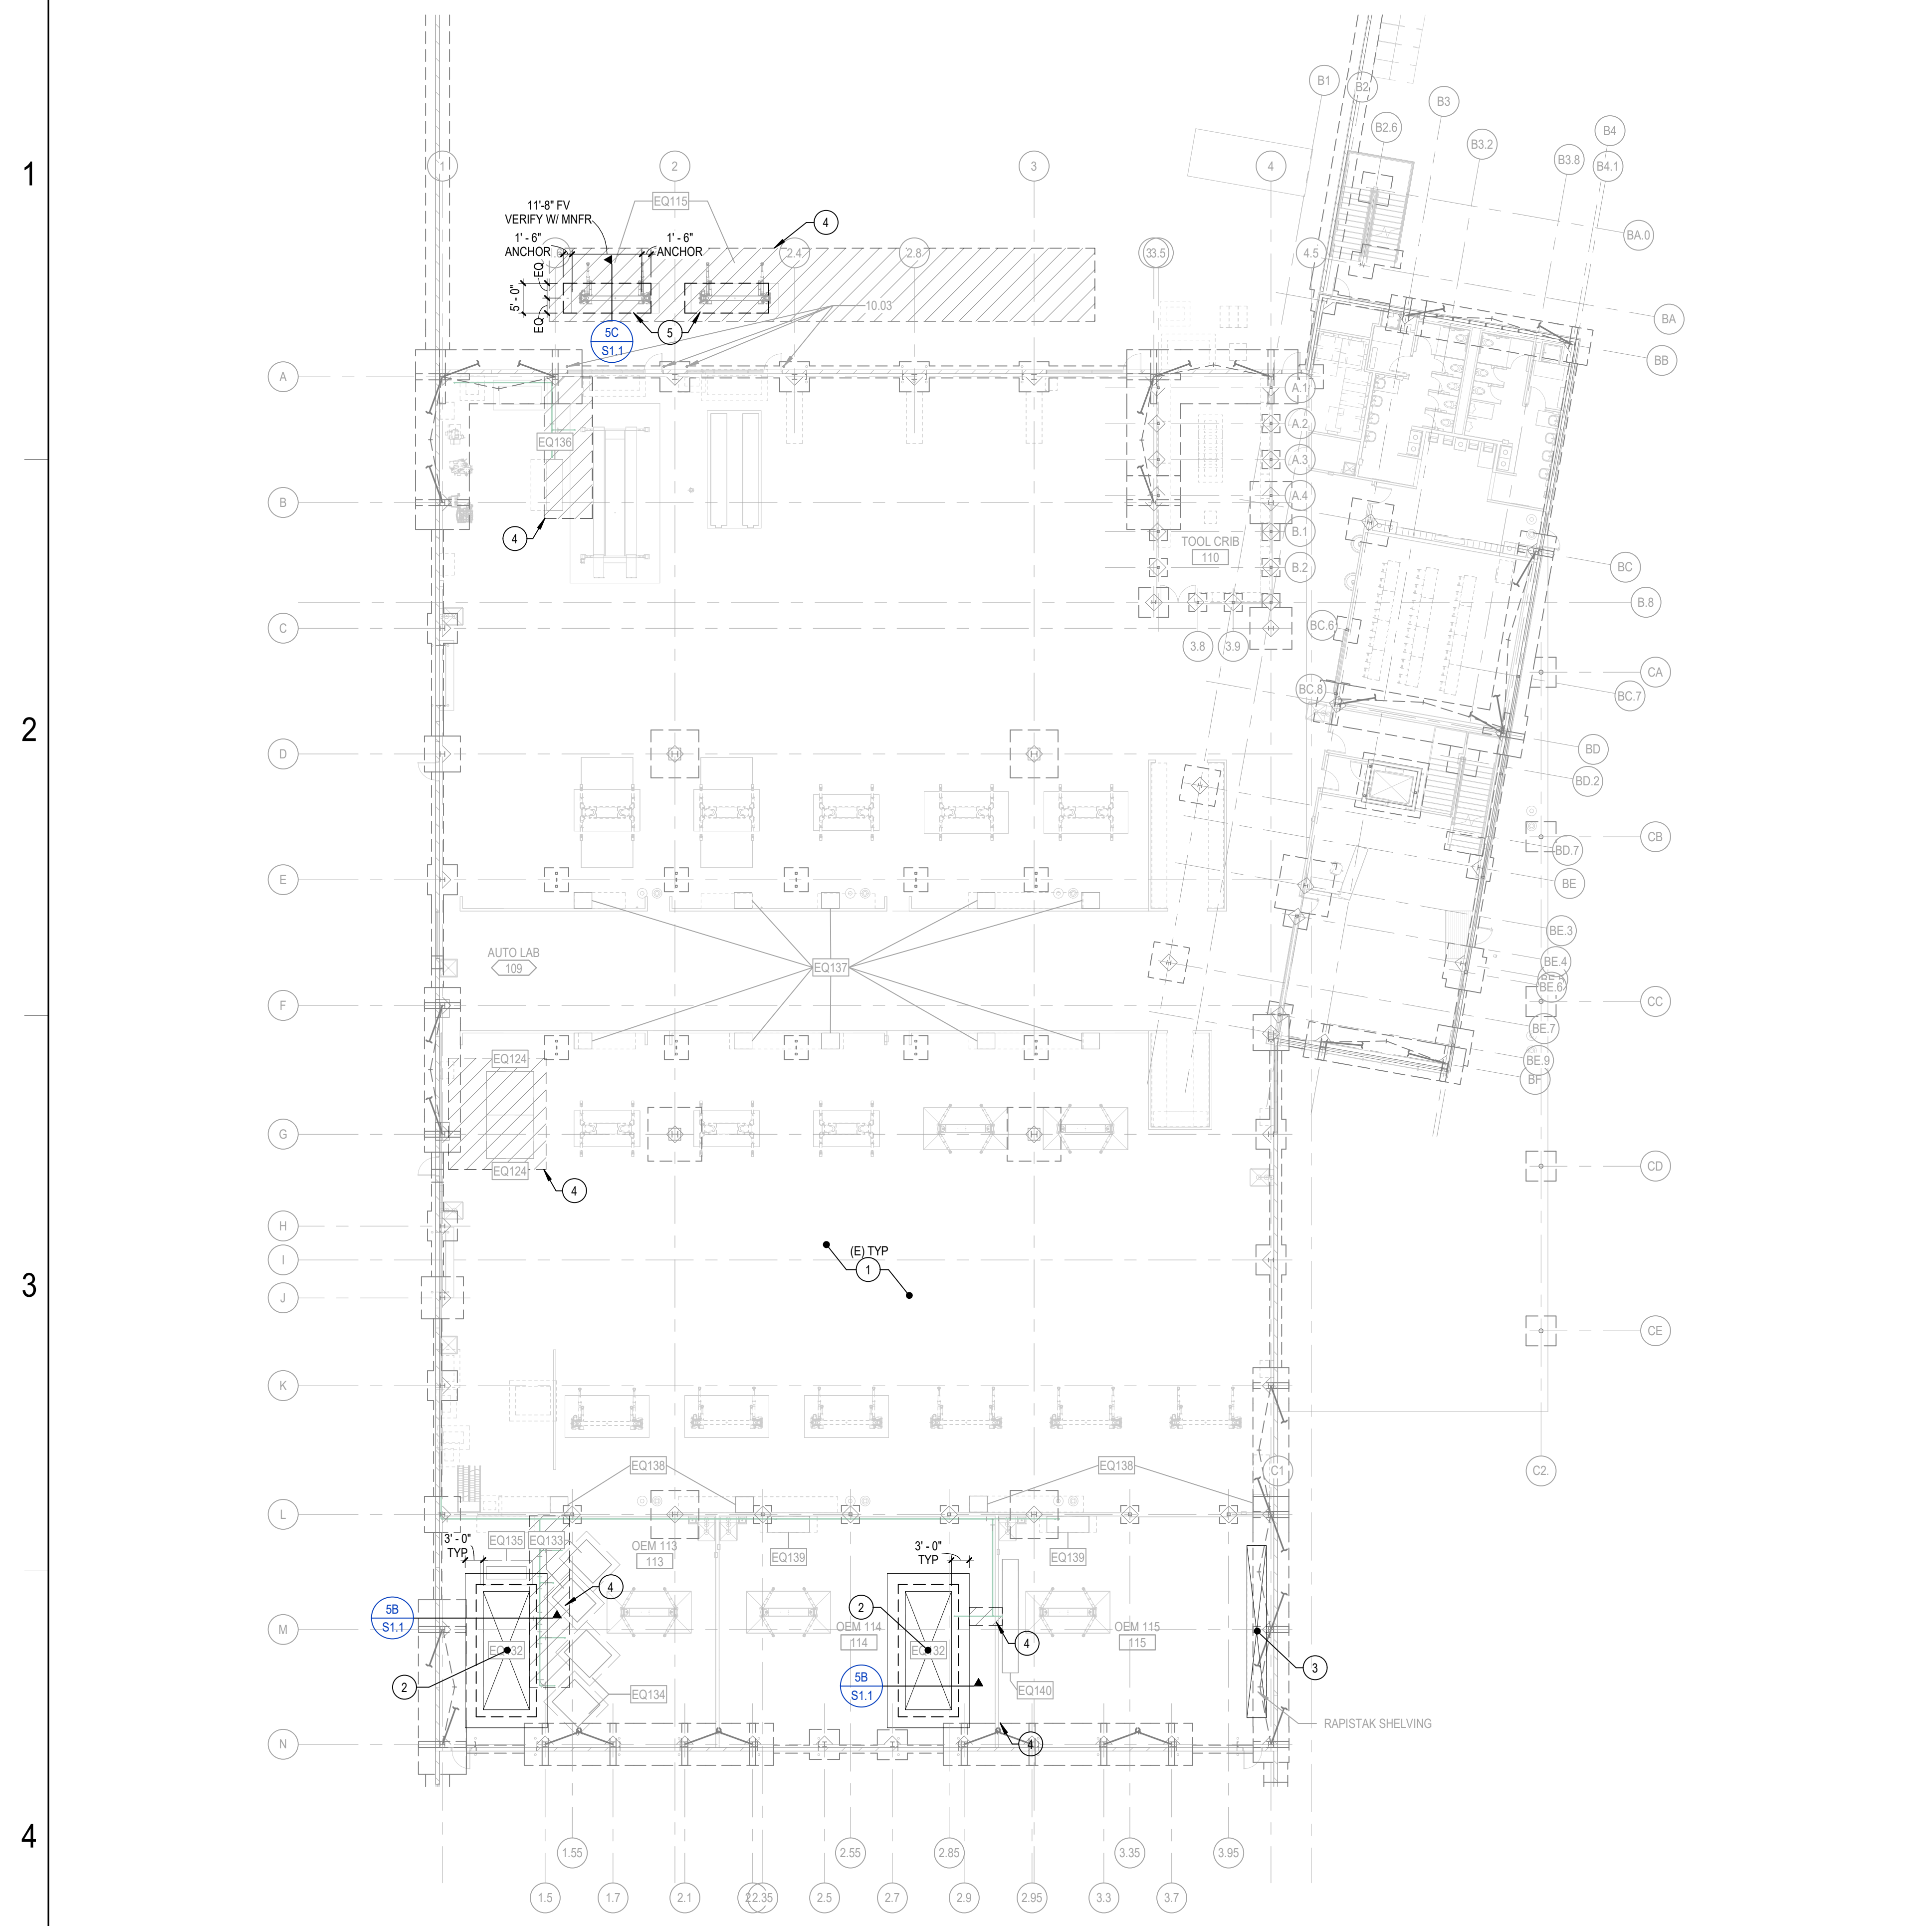 B1
B2
B3
B4
B2.6
B3.2
B3.8
B4.1
1
1
2
3
4
EQ115
11'-8" FV
VERIFY W/ MNFR
4
BA.0
1' - 6"
ANCHOR
1' - 6"
ANCHOR
2.4
2.8
33.5
4.5
EQ
5' - 0"
EQ
10.03
BA
5C
S1.1
5
BB
A
A.1
A.2
EQ136
A.3
A.4
B
4
TOOL CRIB
110
B.1
B.2
BC
B.8
C
BC.6
3.8
3.9
CA
BC.8
BC.7
2
D
BD
BD.2
CB
BD.7
E
BE
BE.3
AUTO LAB
109
EQ137
BE.4
BE.6
F
CC
BE.7
EQ124
BE.9
BF
G
EQ124
CD
4
H
(E) TYP
1
I
3
J
CE
K
EQ138
EQ138
C1
C2.
L
3' - 0"
TYP
EQ135
EQ133
OEM 113
113
EQ139
3' - 0"
TYP
EQ139
4
5B
S1.1
2
OEM 114
114
OEM 115
115
M
4
2
5B
S1.1
EQ134
EQ140
3
RAPISTAK SHELVING
N
4
4
1.55
2.55
2.85
3.35
3.95
1.5
1.7
2.1
2.35
2.5
2.7
2.9
2.95
3.3
3.7